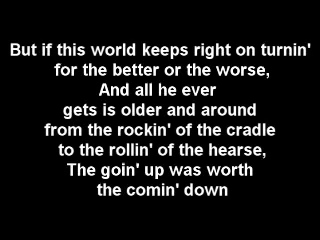 But if this world keeps right on turnin'
for the better or the worse,
And all he ever
gets is older and around
from the rockin' of the cradle
to the rollin' of the hearse,
The goin' up was worth
the comin' down